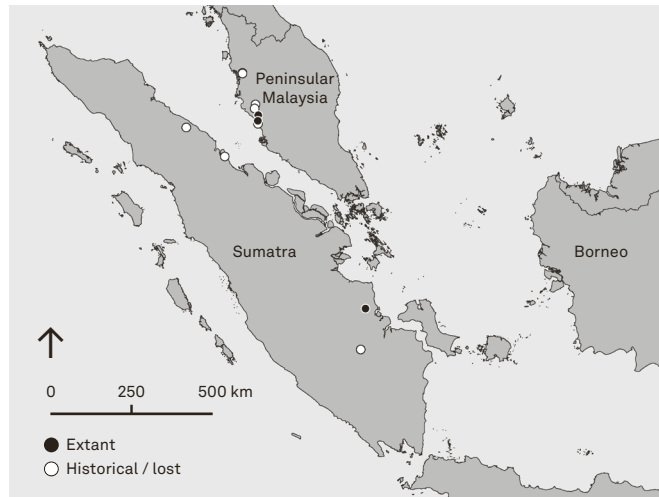 Peninsular
Malaysia
Sumatra
Borneo
0 250 500 km
Extant
Historical / lost